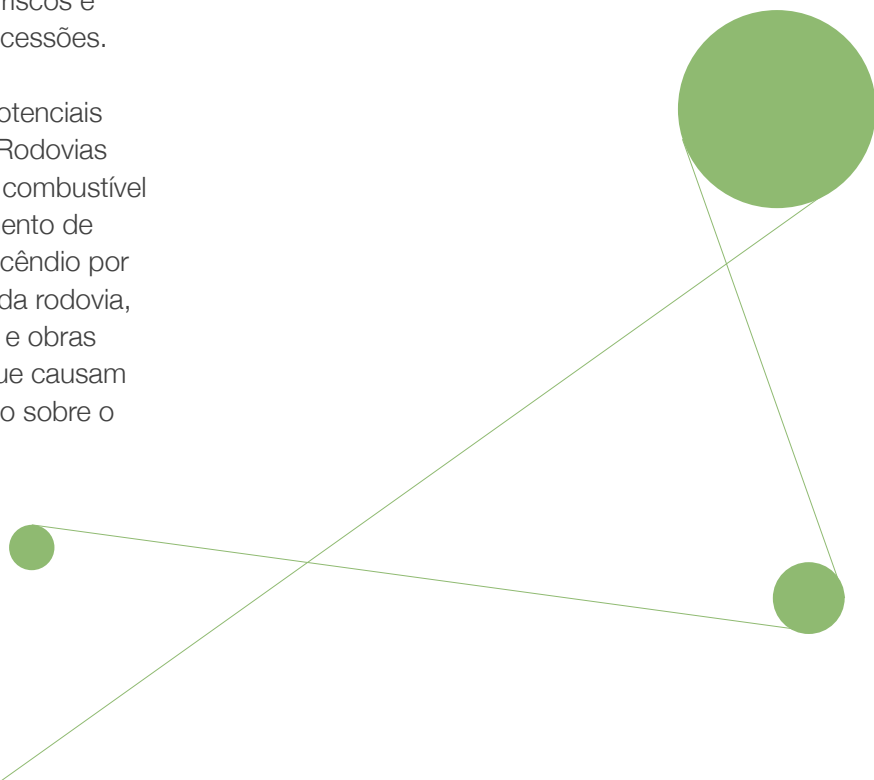 riscos e
cessões.
otenciais
Rodovias
combustível
ento de
cêndio por
da rodovia,
e obras
ue causam
o sobre o